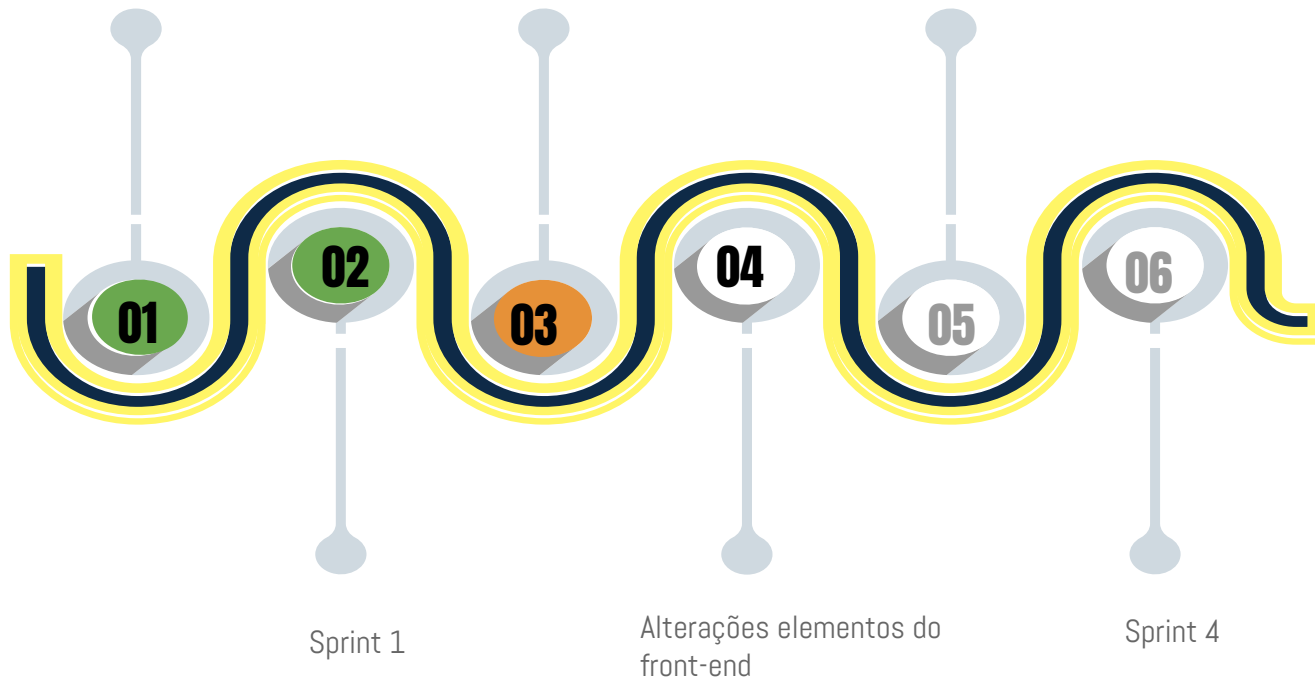 01
02
03
04
05
06
Sprint 1
Alterações elementos do
front-end
Sprint 4